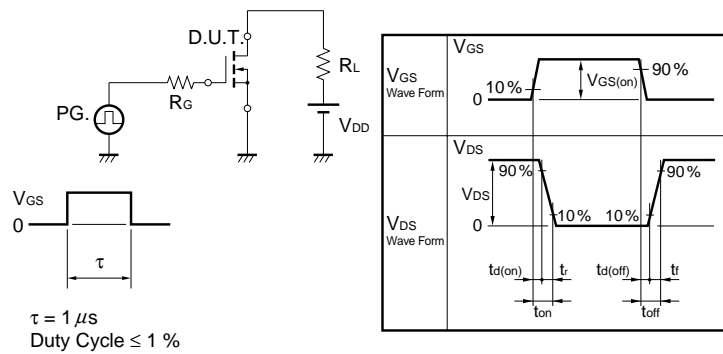 D.U.T.
RL
RG
PG.
VDD
VGS
0
τ
τ = 1 μs
Duty Cycle ≤ 1 %
VGS
Wave Form
VGS
10 %
VGS(on)
90 %
0
VDS
Wave Form
VDS
VDS
90 %
90 %
10 %
10 %
0
td(on)
tr
td(off)
tf
ton
toff